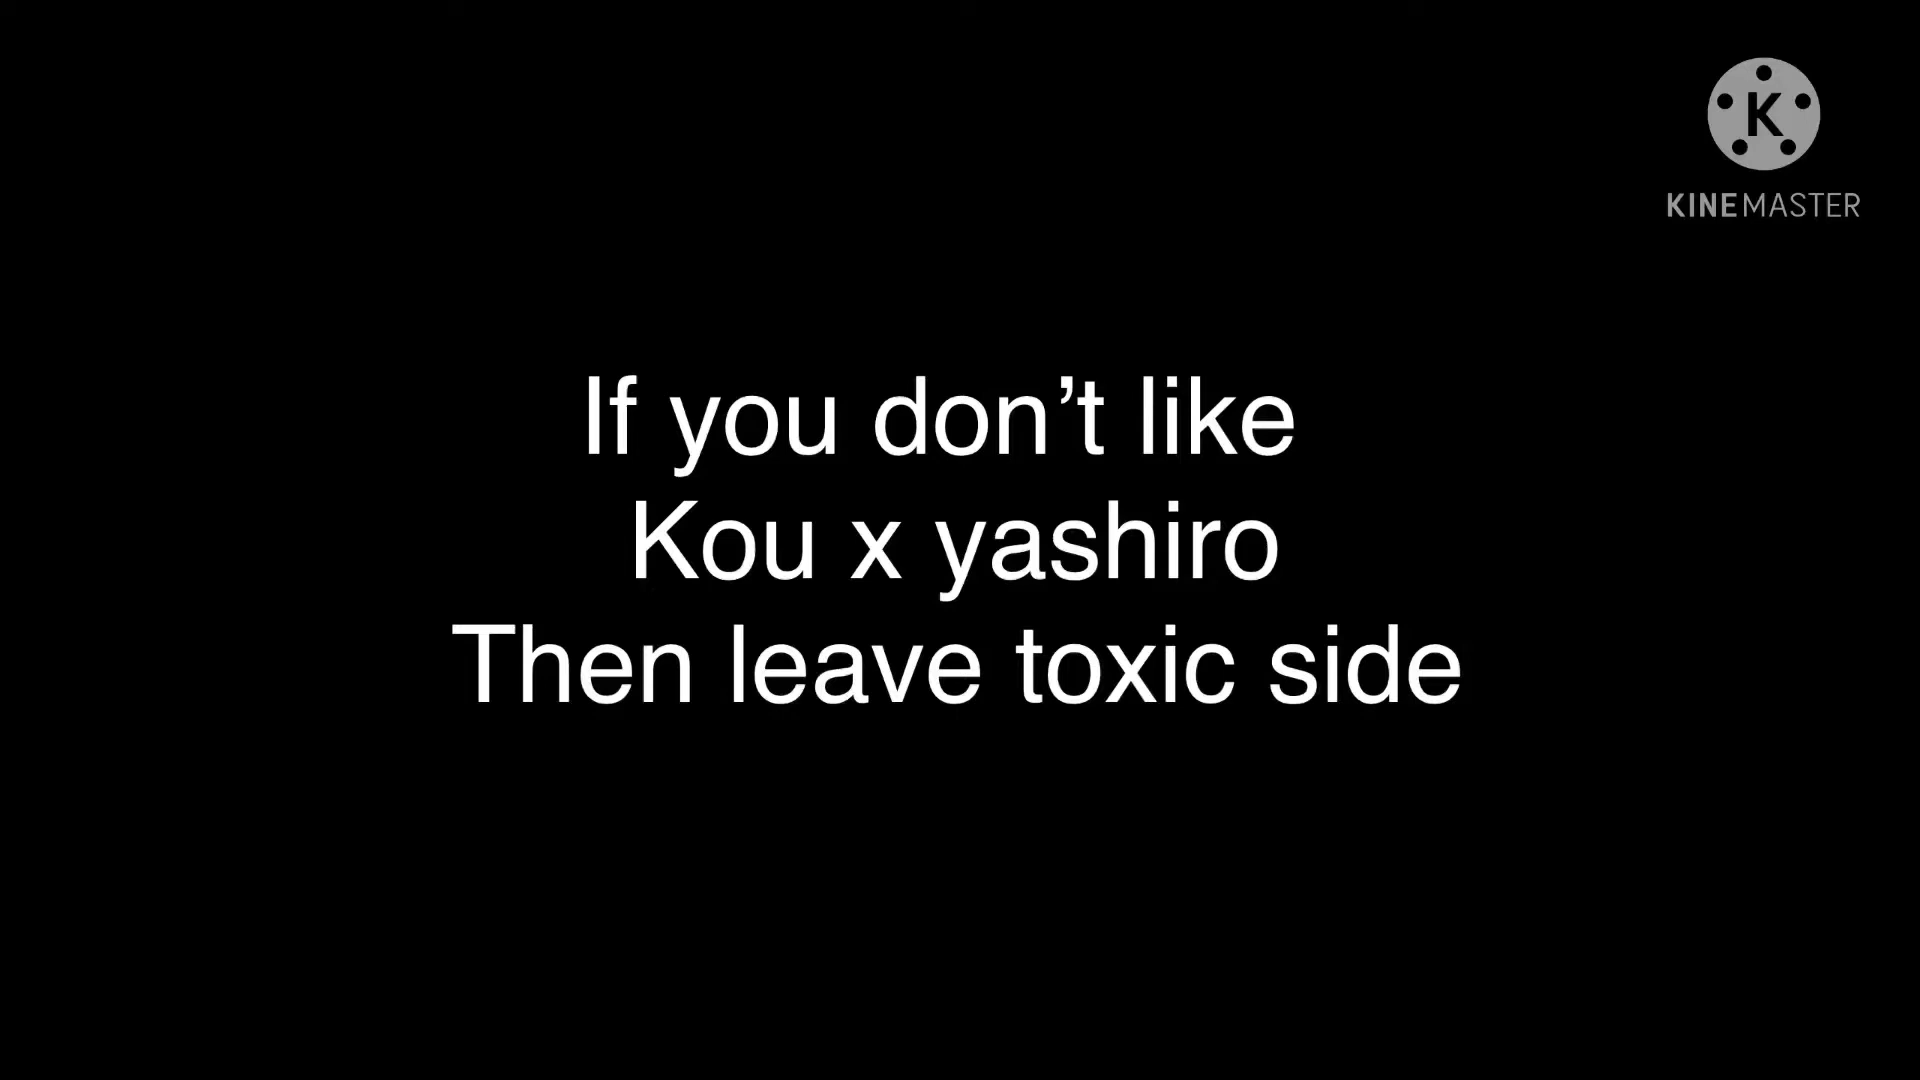 K
KINEMASTER
If you don’t like
Kou x yashiro
Then leave toxic side